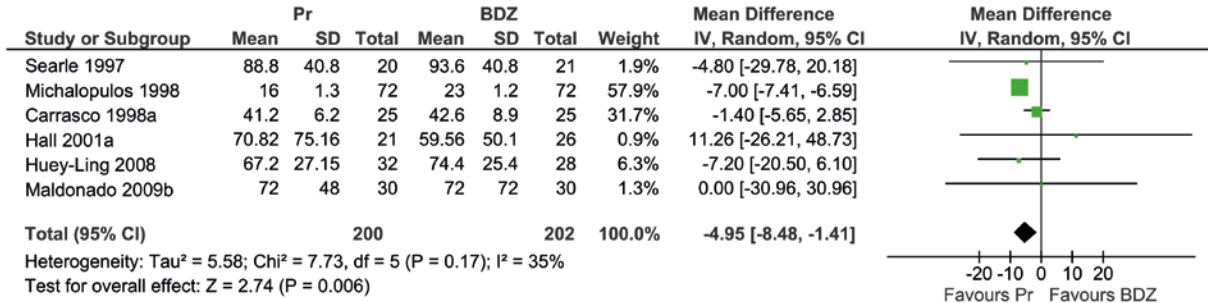 Pr BDZ Mean Difference Mean Difference
Study or Subgroup Mean SD Total Mean SD Total Weight IV, Random, 95% CI IV, Random, 95% CI
Searle 1997 88.8 40.8 20 93.6 40.8 21 1.9% -4.80 [-29.78, 20.18]
Michalopulos 1998 16 1.3 72 23 1.2 72 57.9% -7.00 [-7.41, -6.59]
Carrasco 1998a 41.2 6.2 25 42.6 8.9 25 31.7% -1.40 [-5.65, 2.85]
Hall 2001a 70.82 75.16 21 59.56 50.1 26 0.9% 11.26 [-26.21, 48.73]
Huey-Ling 2008 67.2 27.15 32 74.4 25.4 28 6.3% -7.20 [-20.50, 6.10]
Maldonado 2009b 72 48 30 72 72 30 1.3% 0.00 [-30.96, 30.96]
Total (95% CI) 200 202 100.0% -4.95 [-8.48, -1.41]
Heterogeneity: Tau² = 5.58; Chi² = 7.73, df = 5 (P = 0.17); I² = 35%
Test for overall effect: Z = 2.74 (P = 0.006)
-20 -10 0 10 20
Favours Pr Favours BDZ